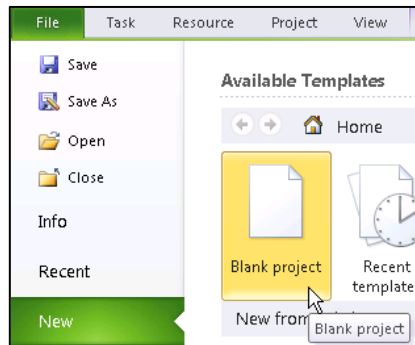 File Task Resource Project View
Save
Save As
Open
Close
Info
Recent
New
Available Templates
Home
Blank project
Recent
template
New from
Blank project